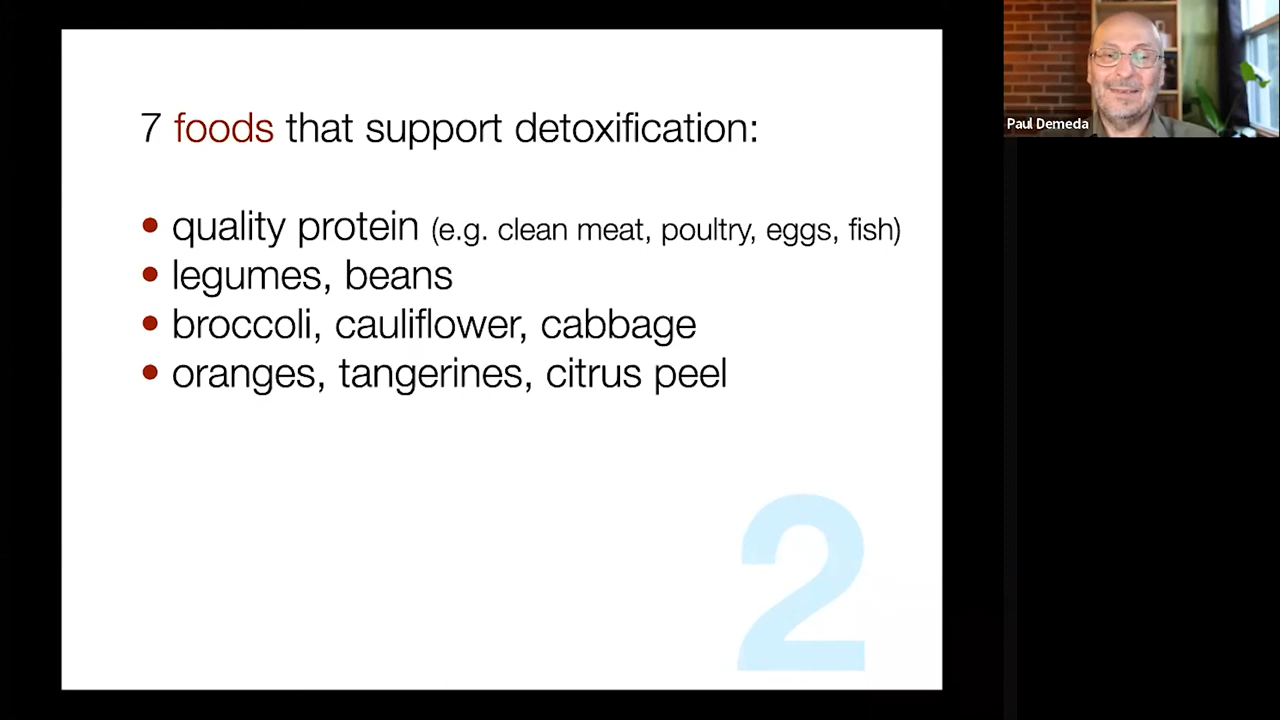 7 foods that support detoxification:
• quality protein (e.g. clean meat, poultry, eggs, fish)
• legumes, beans
• broccoli, cauliflower, cabbage
• oranges, tangerines, citrus peel
2
Paul Demeda